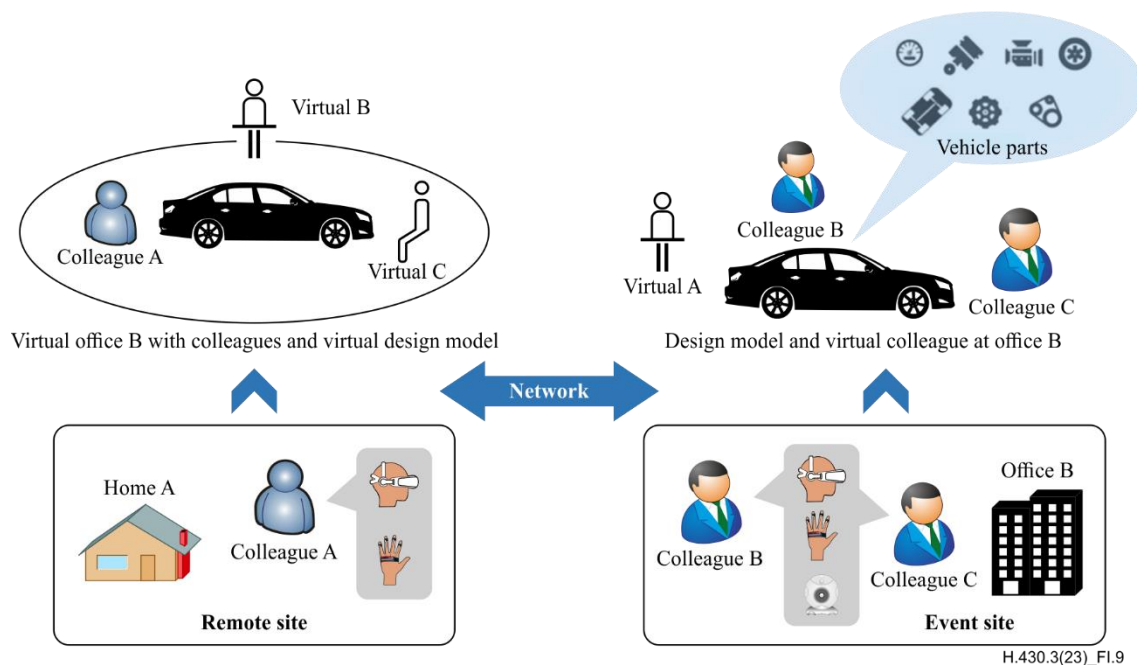 Virtual B
Colleague A
Virtual C
Virtual office B with colleagues and virtual design model
Vehicle parts
Colleague B
Virtual A
Colleague C
Design model and virtual colleague at office B
Network
Home A
Colleague A
Remote site
Office B
Colleague B
Colleague C
Event site
H.430.3(23)_FI.9